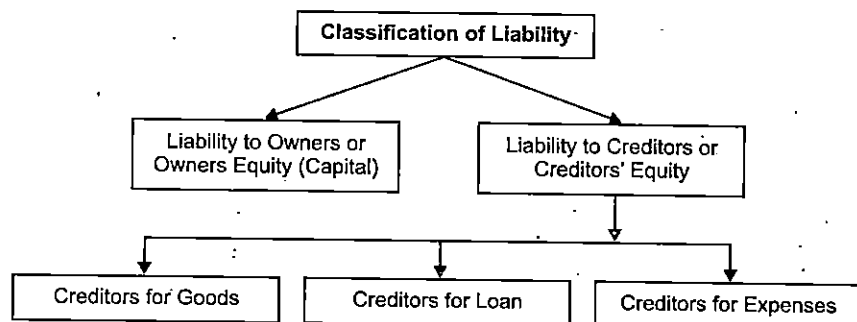 Classification of Liability
Liability to Owners or
Owners Equity (Capital)
Liability to Creditors or
Creditors' Equity
Creditors for Goods
Creditors for Loan
Creditors for Expenses